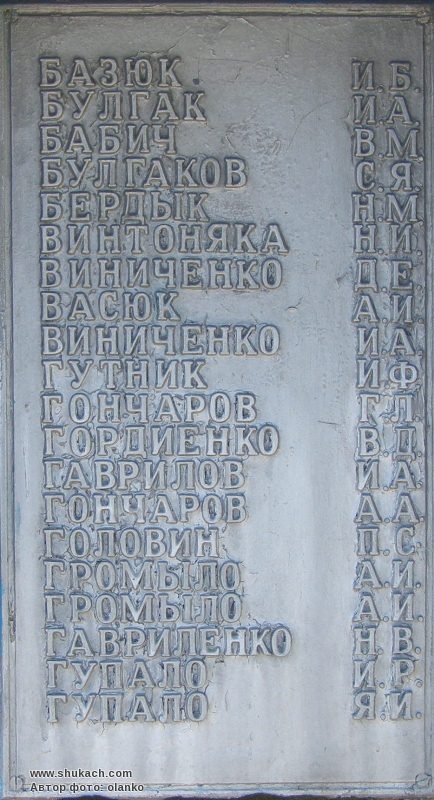 БАЗЮК И.Б.
БУЛГАК И.А.
БАБИЧ В.М.
БУЛГАКОВ С.Я.
БЕРДЫК Н.М.
ВИНТОНЯКА Н.И.
ВИНИЧЕНКО Д.Е.
ВАСЮК А.И.
ВИНИЧЕНКО И.А.
ГУТНИК И.Ф.
ГОНЧАРОВ Г.Л.
ГОРДИЕНКО В.Д.
ГАВРИЛОВ И.А.
ГОНЧАРОВ А.А.
ГОЛОВИН П.С.
ГРОМЫЛО А.И.
ГРОМЫЛО А.И.
ГАВРИЛЕНКО Н.В.
ГУПАЛО И.Р.
ГУПАЛО Я.И.
www.shukach.com
Автор фото- olanko